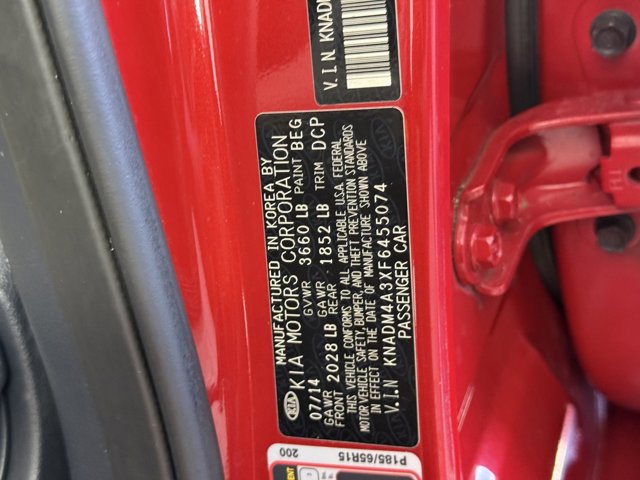 V.I.N. KNADM
MANUFACTURED IN KOREA BY
KIA KIA MOTORS CORPORATION
07/14 GVWR 3660 LB PAINT BEG
GAWR FRONT 2028 LB GAWR REAR 1852 LB TRIM DCP
THIS VEHICLE CONFORMS TO ALL APPLICABLE U.S.A. FEDERAL
MOTOR VEHICLE SAFETY, BUMPER, AND THEFT PREVENTION STANDARDS
IN EFFECT ON THE DATE OF MANUFACTURE SHOWN ABOVE
V.I.N KNADM4A3XF6455074
PASSENGER CAR
P185/65R15
200